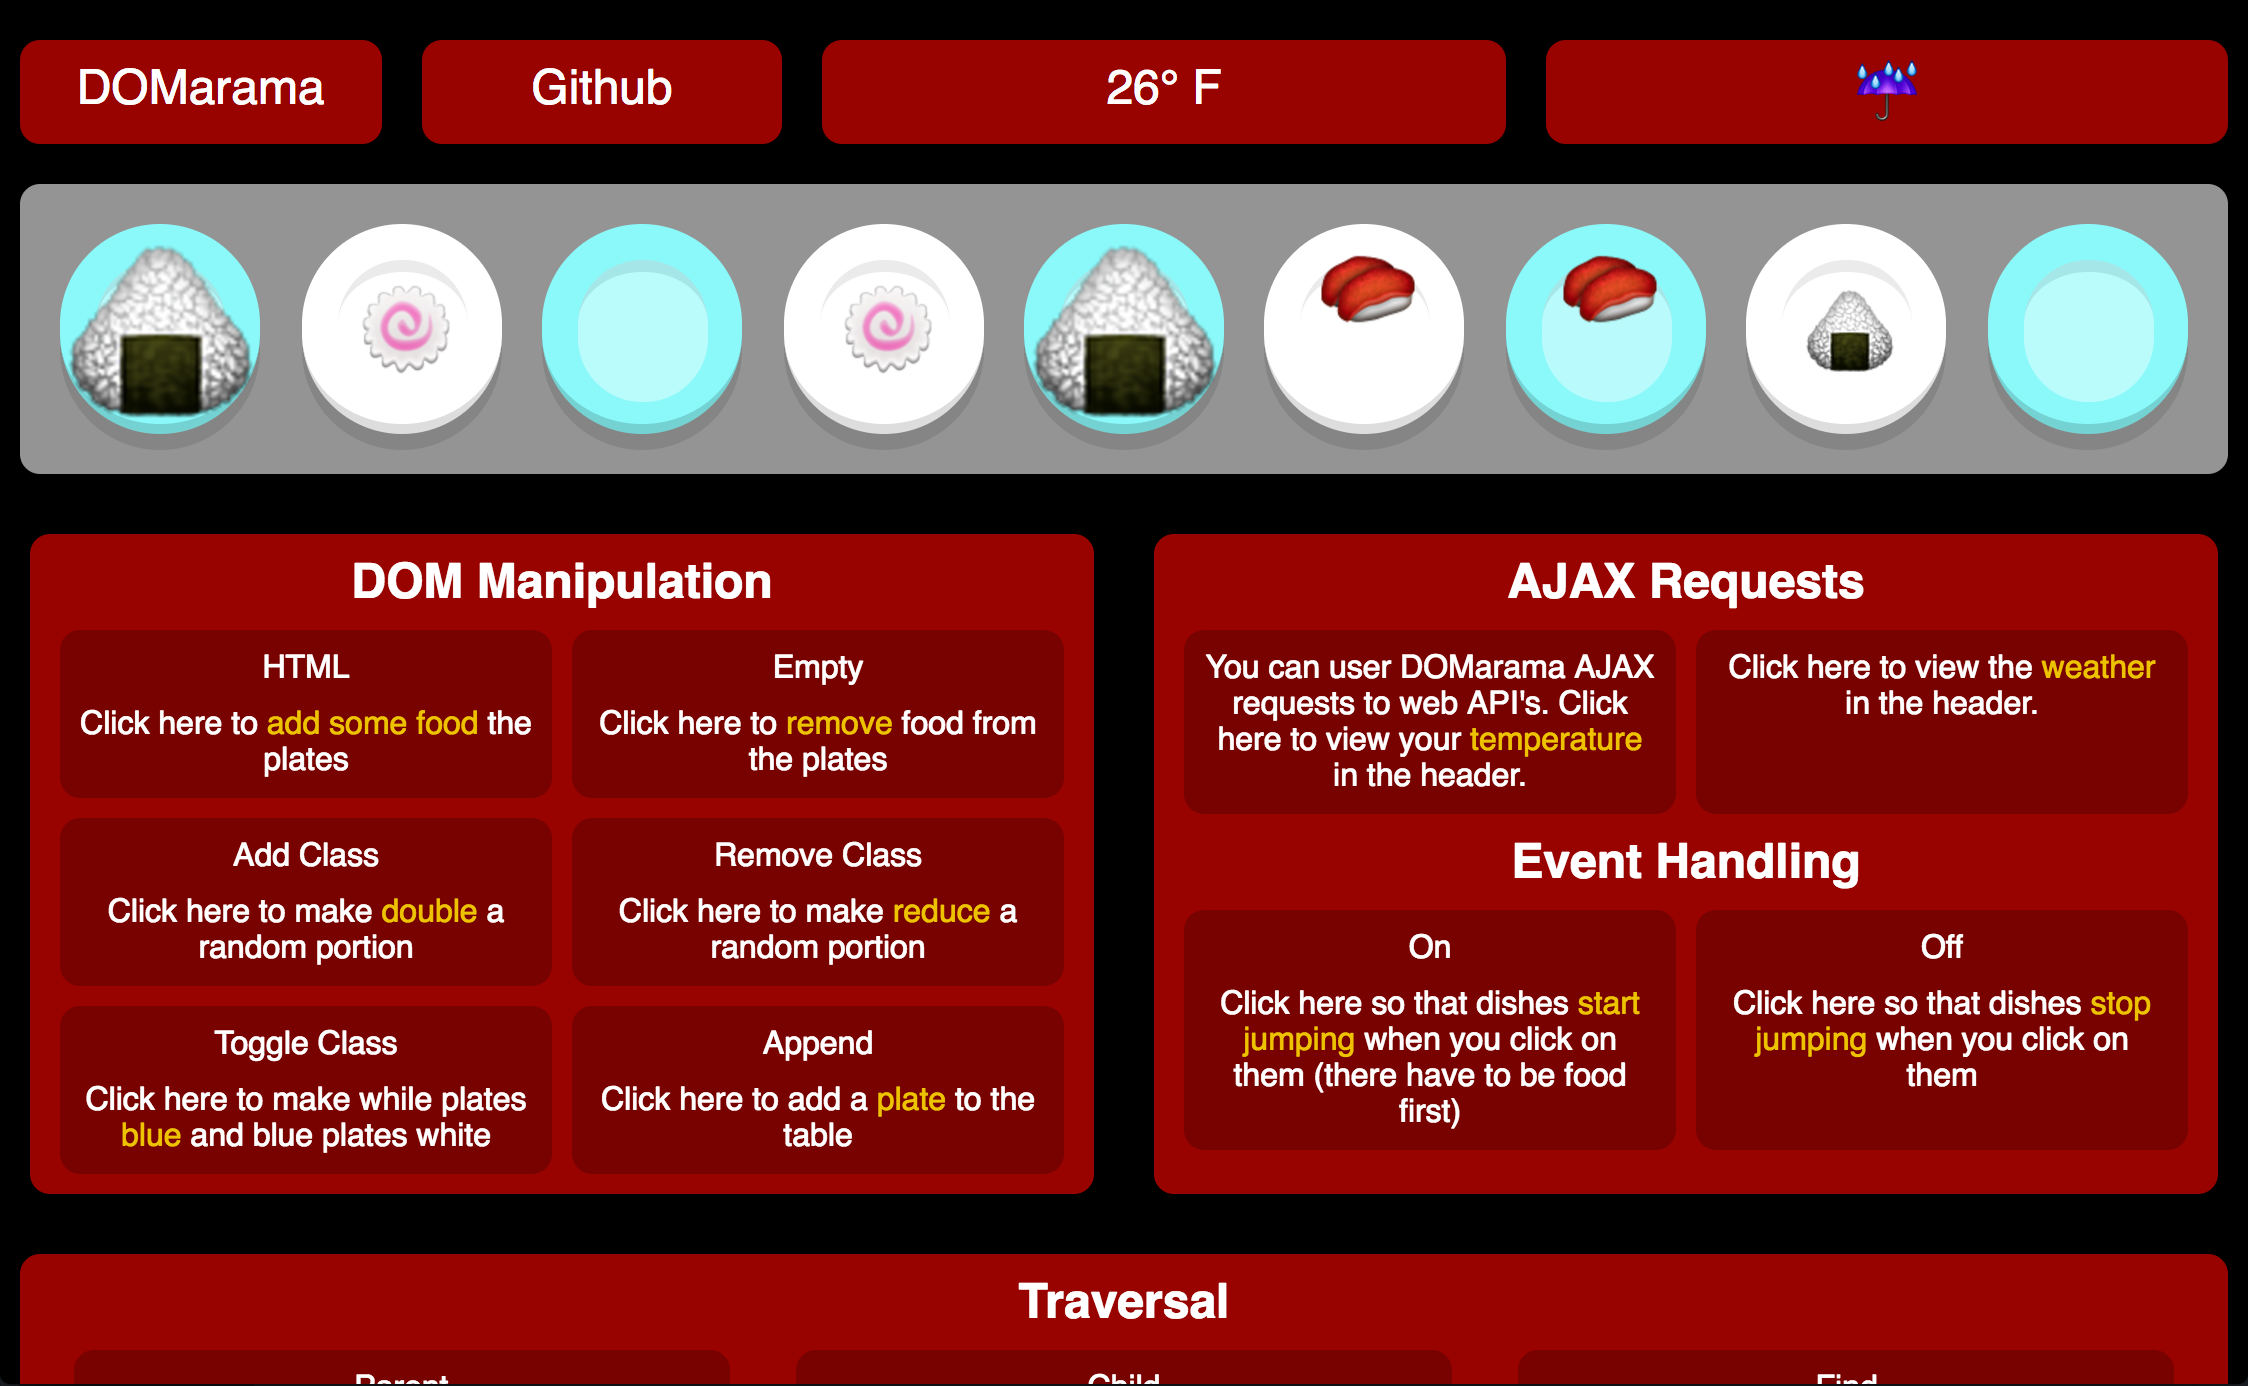 DOMarama
Github
26° F
DOM Manipulation
HTML
Click here to add some food the
plates
Empty
Click here to remove food from
the plates
Add Class
Click here to make double a
random portion
Remove Class
Click here to make reduce a
random portion
Toggle Class
Click here to make while plates
blue and blue plates white
Append
Click here to add a plate to the
table
AJAX Requests
You can user DOMarama AJAX
requests to web API's. Click
here to view your temperature
in the header.
Click here to view the weather
in the header.
Event Handling
On
Click here so that dishes start
jumping when you click on
them (there have to be food
first)
Off
Click here so that dishes stop
jumping when you click on
them
Traversal
Parent
Child
Find